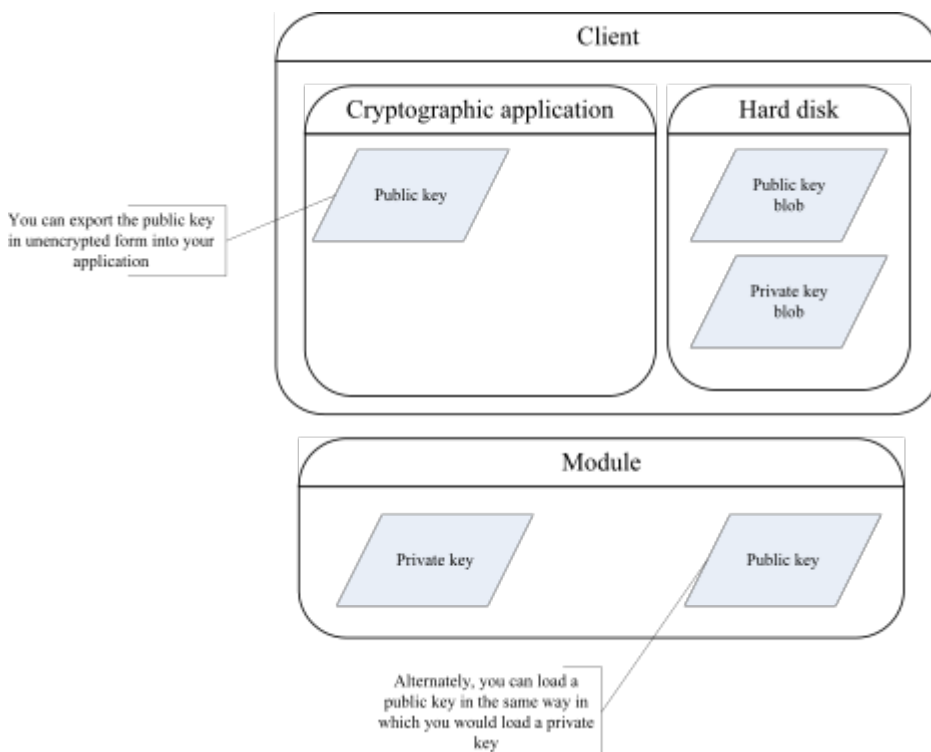 Client
Cryptographic application
Hard disk
Public key
Public key
blob
You can export the public key
in unencrypted form into your
application
Private key
blob
Module
Private key
Public key
Alternately, you can load a
public key in the same way in
which you would load a private
key